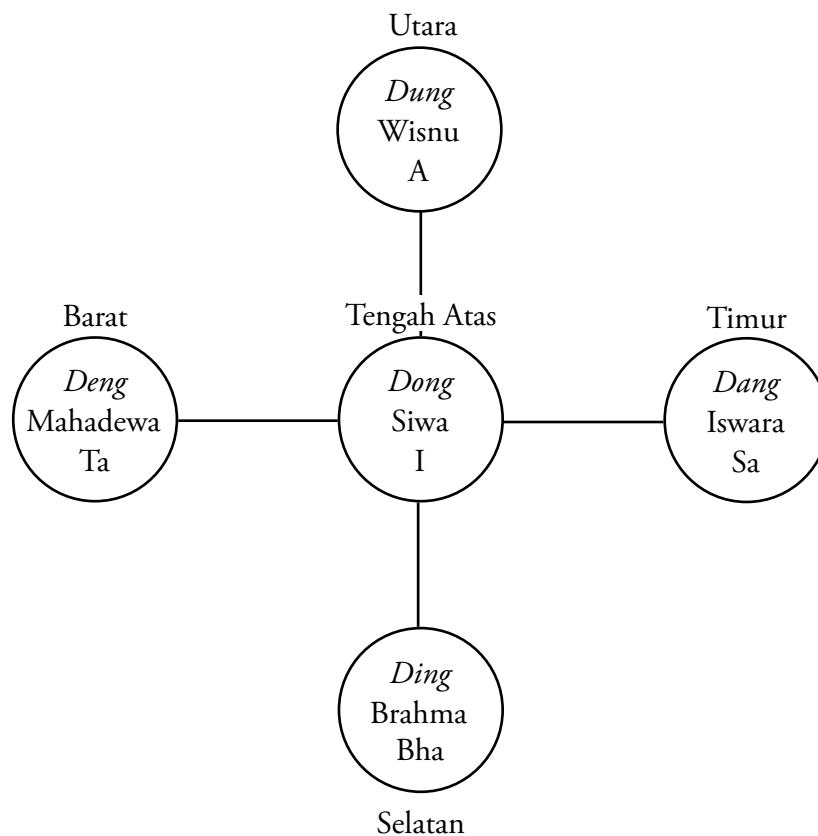 Utara
Dung
Wisnu
A
Barat
Deng
Mahadewa
Ta
Tengah Atas
Dong
Siwa
I
Timur
Dang
Iswara
Sa
Ding
Brahma
Bha
Selatan